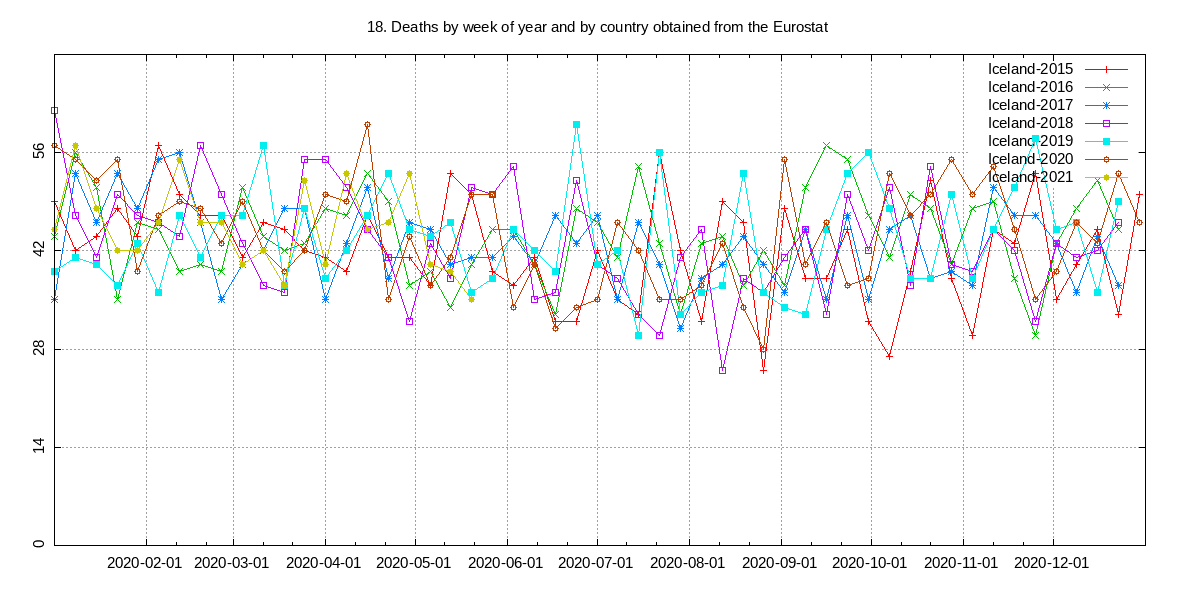 18. Deaths by week of year and by country obtained from the Eurostat
Iceland-2015
Iceland-2016
Iceland-2017
Iceland-2018
Iceland-2019
Iceland-2020
Iceland-2021
56
42
28
14
0
2020-02-01 2020-03-01 2020-04-01 2020-05-01 2020-06-01 2020-07-01 2020-08-01 2020-09-01 2020-10-01 2020-11-01 2020-12-01